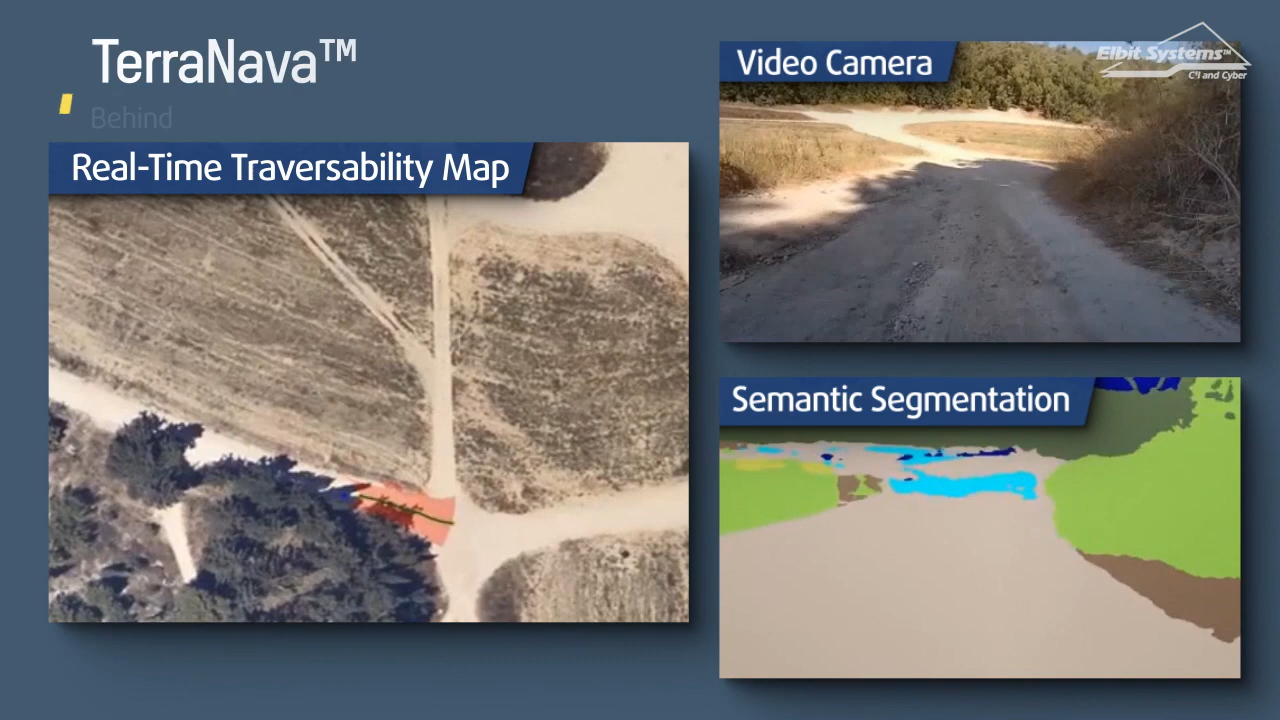 TerraNava™
Behind
Real-Time Traversability Map
Video Camera
Elbit Systems™
C⁴I and Cyber
Semantic Segmentation